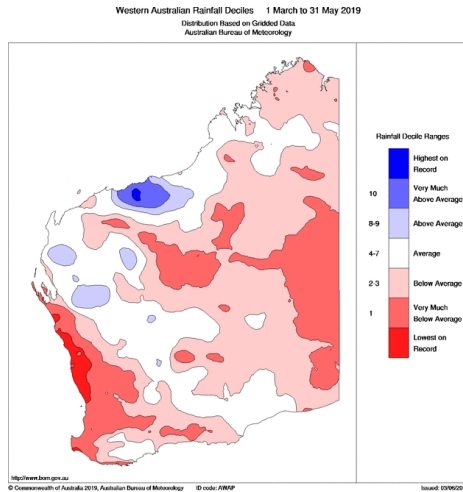 Western Australian Rainfall Deciles 1 March to 31 May 2019
Distribution Based on Gridded Data
Australian Bureau of Meteorology
Rainfall Decile Ranges
Highest on
Record
10 Very Much
Above Average
8-9 Above Average
4-7 Average
2-3 Below Average
1 Very Much
Below Average
Lowest on
Record
http://www.bom.gov.au
© Commonwealth of Australia 2019, Australian Bureau of Meteorology ID code: AWAP Issued: 03/06/20